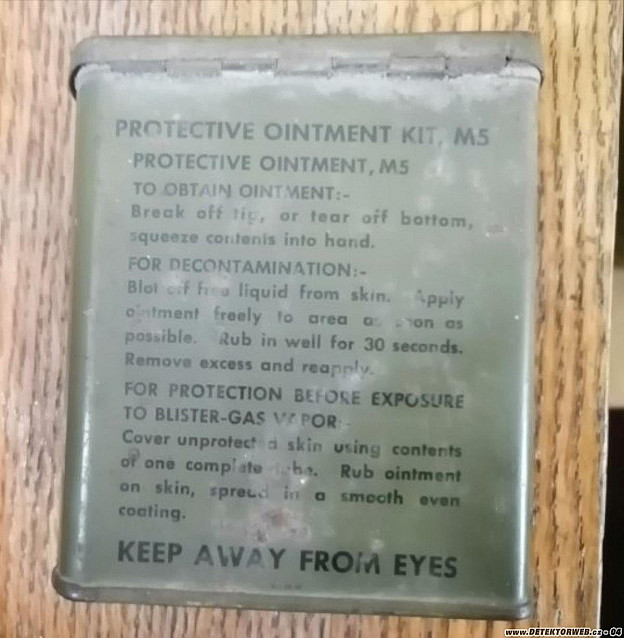 PROTECTIVE OINTMENT KIT, M5
PROTECTIVE OINTMENT, M5
TO OBTAIN OINTMENT:-
Break off tip, or tear off bottom,
squeeze contents into hand.
FOR DECONTAMINATION:-
Blot off free liquid from skin. Apply
ointment freely to area as soon as
possible. Rub in well for 30 seconds.
Remove excess and reapply.
FOR PROTECTION BEFORE EXPOSURE
TO BLISTER-GAS VAPOR:-
Cover unprotected skin using contents
of one complete tube. Rub ointment
on skin, spread in a smooth even
coating.
KEEP AWAY FROM EYES
www.DETEKTORWEB.cz